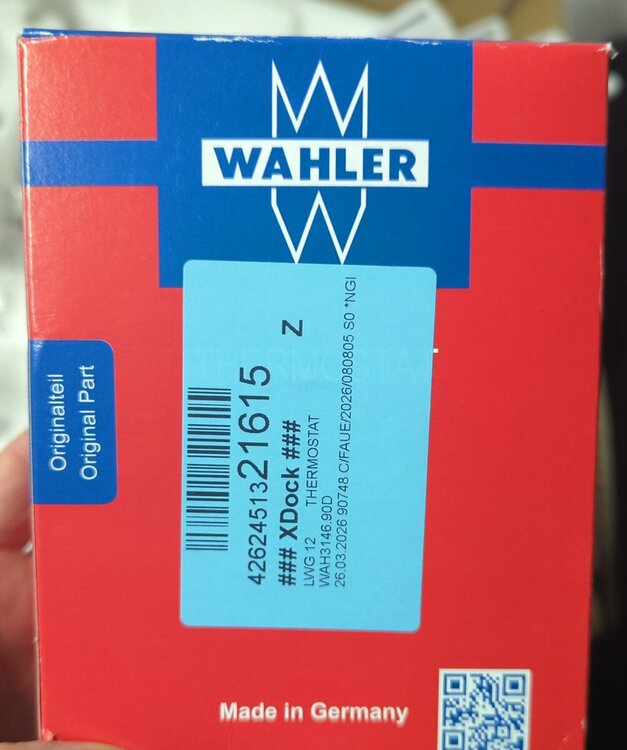 WAHLER
Originalteil
Original Part
4262451321615
Z
### XDock ###
LWG 12 THERMOSTAT
WAH3146.90D
26.03.2026 90748 C/FAUE/2026/080805 S0 *NGI
THERMOSTAT
Made in Germany